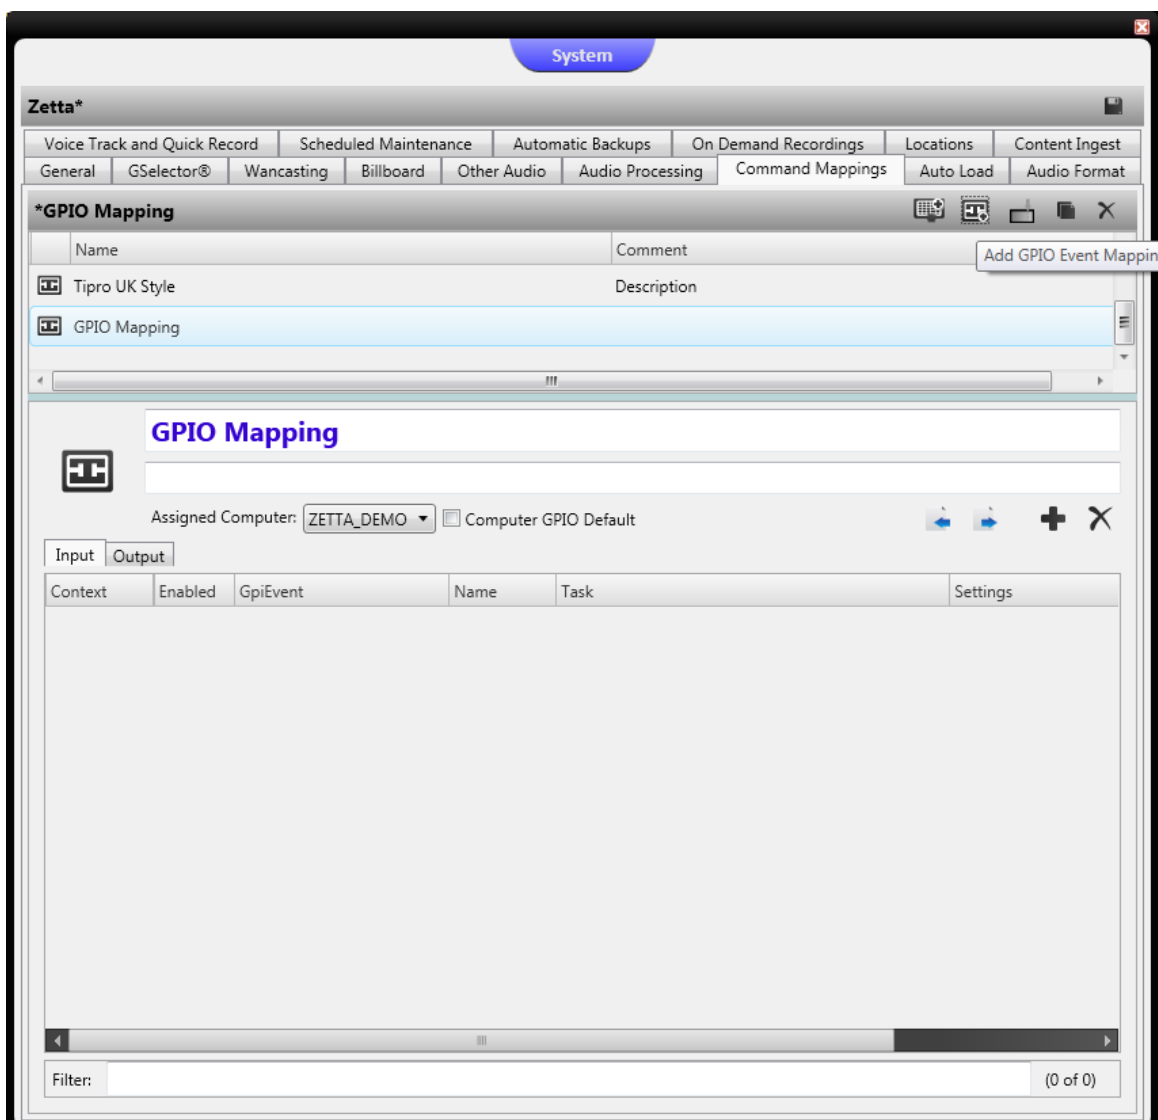 System
Zetta*
Voice Track and Quick Record Scheduled Maintenance Automatic Backups On Demand Recordings Locations Content Ingest
General GSelector® Wancasting Billboard Other Audio Audio Processing Command Mappings Auto Load Audio Format
*GPIO Mapping
Name Comment
Add GPIO Event Mappin
Tipro UK Style Description
GPIO Mapping
GPIO Mapping
Assigned Computer: ZETTA_DEMO Computer GPIO Default
Input Output
Context Enabled GpiEvent Name Task Settings
Filter: (0 of 0)